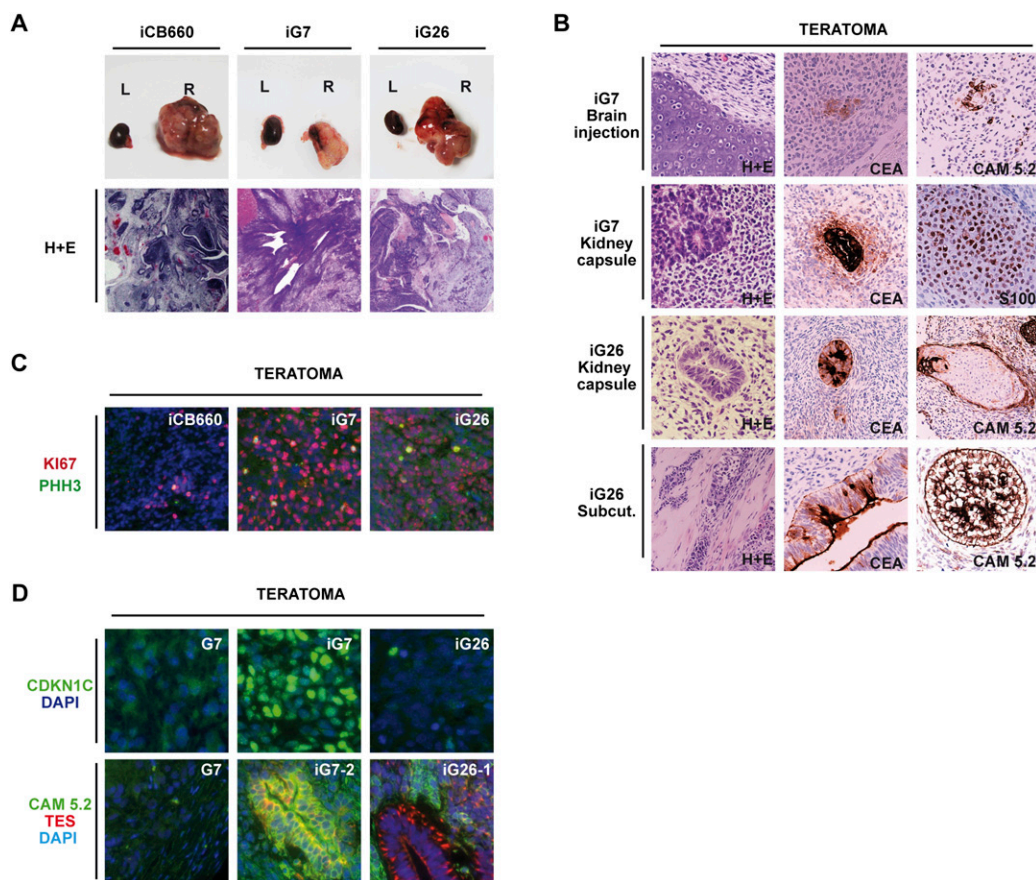 A
iCB660
iG7
iG26
L
R
L
R
L
R
H+E
B
TERATOMA
iG7
Brain
injection
H+E
CEA
CAM 5.2
iG7
Kidney
capsule
H+E
CEA
S100
iG26
Kidney
capsule
H+E
CEA
CAM 5.2
iG26
Subcut.
H+E
CEA
CAM 5.2
C
TERATOMA
KI67
PHH3
iCB660
iG7
iG26
D
TERATOMA
CDKN1C
DAPI
G7
iG7
iG26
CAM 5.2
TES
DAPI
G7
iG7-2
iG26-1